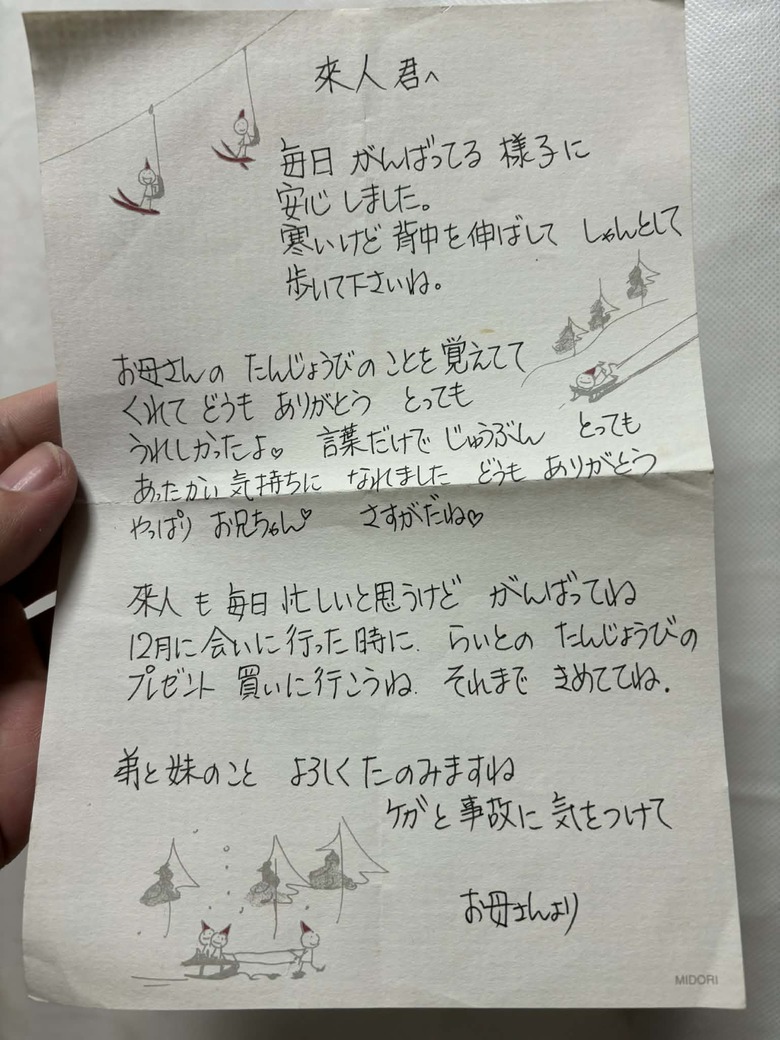 來人君へ
毎日 がんばってる 様子に
安心しました。
寒いけど 背中を伸ばして しゃんとして
歩いて下さいね。
お母さんの たんじょうびのことを覚えてて
くれて どうも ありがとう とっても
うれしかったよ♡ 言葉だけで じゅうぶん とっても
あったかい気持ちに なれました どうも ありがとう
やっぱり お兄ちゃん♡ さすがだね♡
來人も毎日忙しいと思うけど がんばってね
12月に会いに行った時に、らいとの たんじょうびの
プレゼント 買いに行こうね. それまで きめててね.
弟と妹のこと よろしくたのみますね
ケガと事故に気をつけて
お母さんより
MIDORI